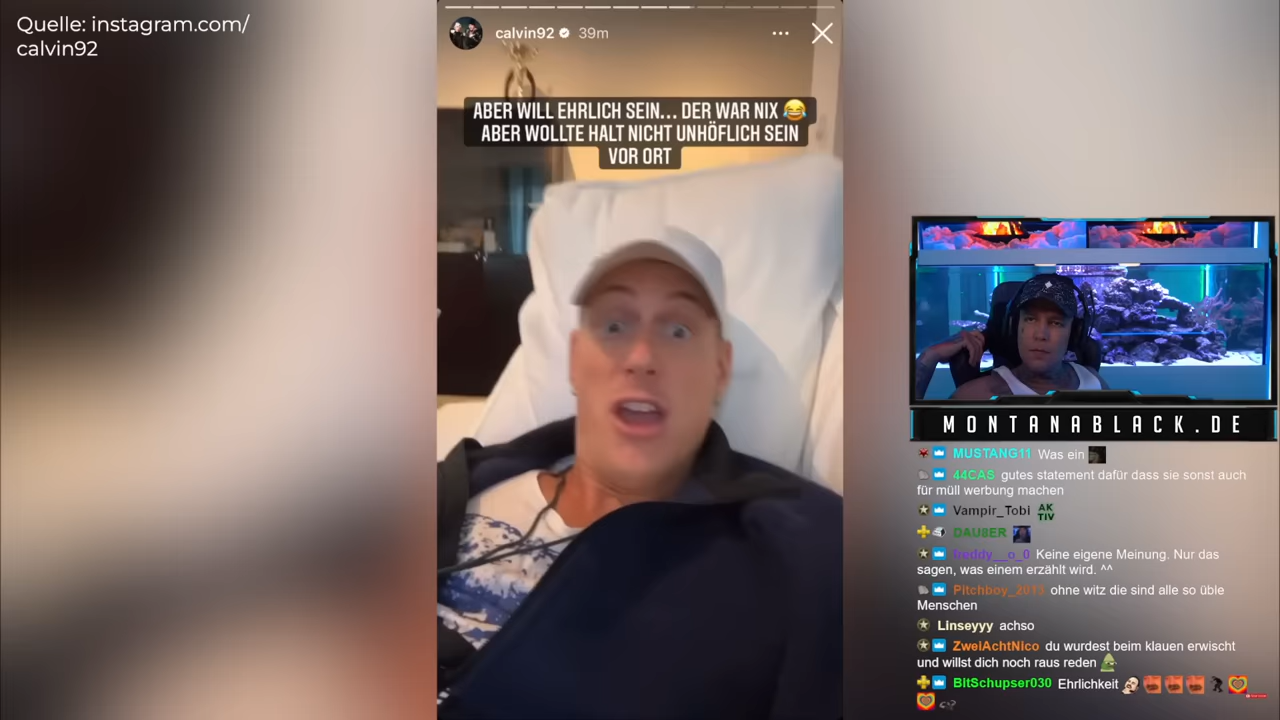 Quelle: instagram.com/
calvin92
calvin92 39m
ABER WILL EHRLICH SEIN... DER WAR NIX 😂
ABER WOLLTE HALT NICHT UNHÖFLICH SEIN
VOR ORT
MONTANABLACK.DE
MUSTANG11 Was ein
44CAS gutes statement dafür dass sie sonst auch
für müll werbung machen
Vampir_Tobi AK
TIV
DAU8ER
freddy__o_0 Keine eigene Meinung. Nur das
sagen, was einem erzählt wird. ^^
Pitchboy_2013 ohne witz die sind alle so üble
Menschen
Linseyyy achso
ZweiAchtNico du wurdest beim klauen erwischt
und willst dich noch raus reden
BitSchupser030 Ehrlichkeit